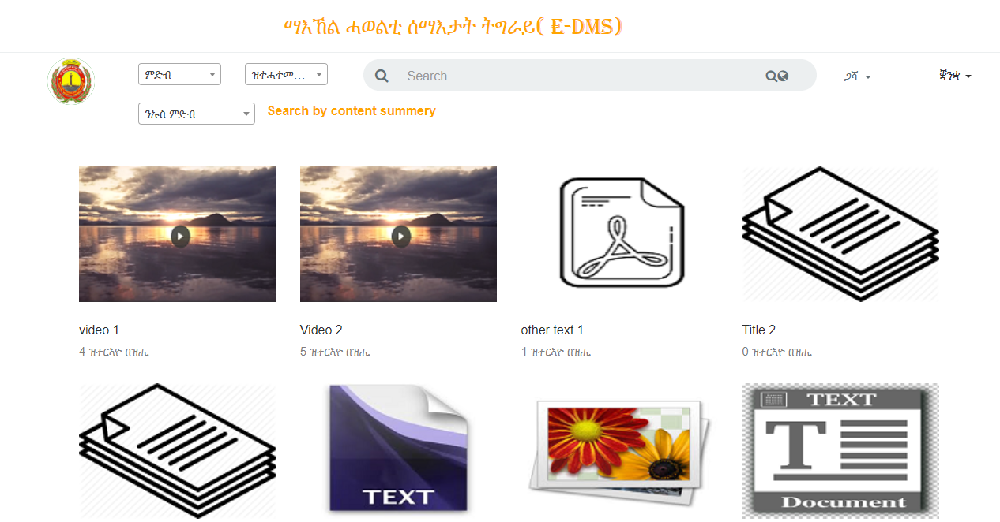 ማእኸል ሓወልቲ ሰማእታት ትግራይ( E-DMS)
ምድብ
ዝተሓተመ...
Search
ጋሻ
ቛንቋ
ንኡስ ምድብ
Search by content summery
video 1
Video 2
other text 1
Title 2
4 ዝተርኣዮ በዝሒ
5 ዝተርኣዮ በዝሒ
1 ዝተርኣዮ በዝሒ
0 ዝተርኣዮ በዝሒ
TEXT
TEXT
T
Document